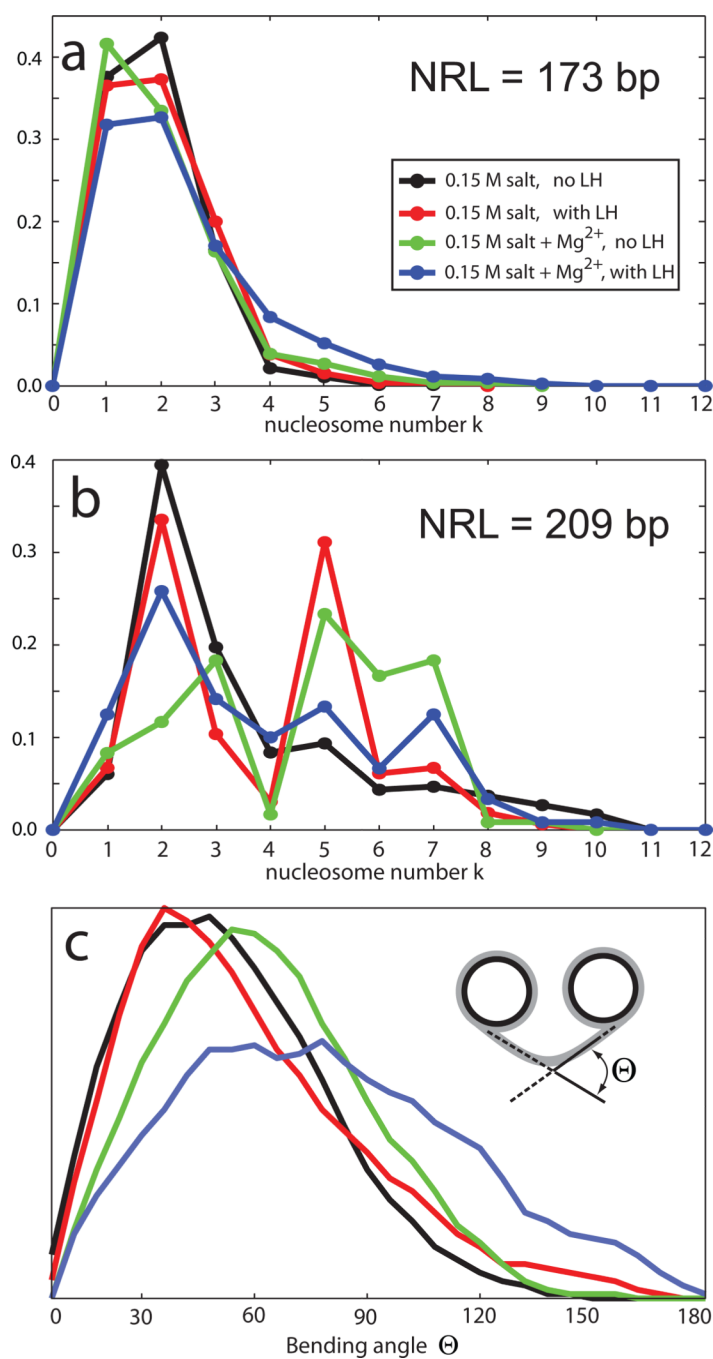 a
NRL = 173 bp
0.4
0.3
0.2
0.1
0.0
0.15 M salt, no LH
0.15 M salt, with LH
0.15 M salt + Mg²⁺, no LH
0.15 M salt + Mg²⁺, with LH
0 1 2 3 4 5 6 7 8 9 10 11 12
nucleosome number k
b
NRL = 209 bp
0.4
0.3
0.2
0.1
0.0
0 1 2 3 4 5 6 7 8 9 10 11 12
nucleosome number k
c
Θ
0 30 60 90 120 150 180
Bending angle Θ